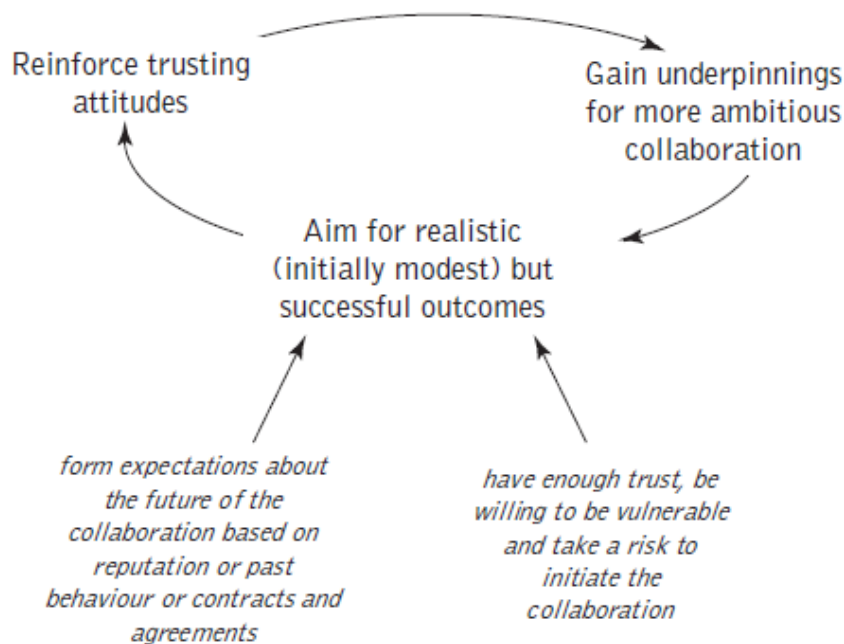 Reinforce trusting
attitudes
Gain underpinnings
for more ambitious
collaboration
Aim for realistic
(initially modest) but
successful outcomes
form expectations about
the future of the
collaboration based on
reputation or past
behaviour or contracts and
agreements
have enough trust, be
willing to be vulnerable
and take a risk to
initiate the
collaboration